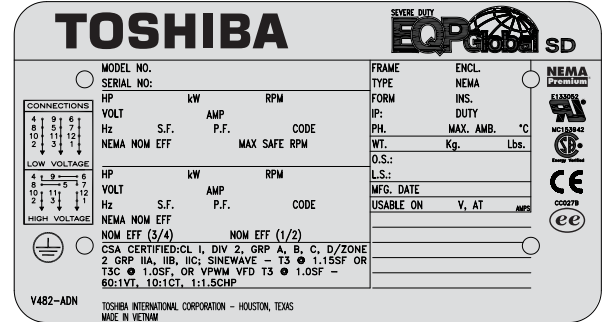 TOSHIBA
SEVERE DUTY
EQP Global SD
MODEL NO.
SERIAL NO:
HP kW RPM
VOLT AMP
Hz S.F. P.F. CODE
NEMA NOM EFF MAX SAFE RPM
HP kW RPM
VOLT AMP
Hz S.F. P.F. CODE
NEMA NOM EFF
NOM EFF (3/4) NOM EFF (1/2)
CSA CERTIFIED:CL I, DIV 2, GRP A, B, C, D/ZONE
2 GRP IIA, IIB, IIC; SINEWAVE – T3 @ 1.15SF OR
T3C @ 1.0SF, OR VPWM VFD T3 @ 1.0SF –
60:1VT, 10:1CT, 1:1.5CHP
FRAME ENCL.
TYPE NEMA
FORM INS.
IP: DUTY
PH. MAX. AMB. °C
WT. Kg. Lbs.
O.S.:
L.S.:
MFG. DATE
USABLE ON V, AT AMPS
CONNECTIONS
4 9 6
8 5 7
10 11 12
2 3 1
LOW VOLTAGE
4 9 6
8 5 7
10 11 12
2 3 1
HIGH VOLTAGE
NEMA
Premium
E133052
MC153642
Energy Verified
CE
CC027B
ee
V482-ADN
TOSHIBA INTERNATIONAL CORPORATION – HOUSTON, TEXAS
MADE IN VIETNAM